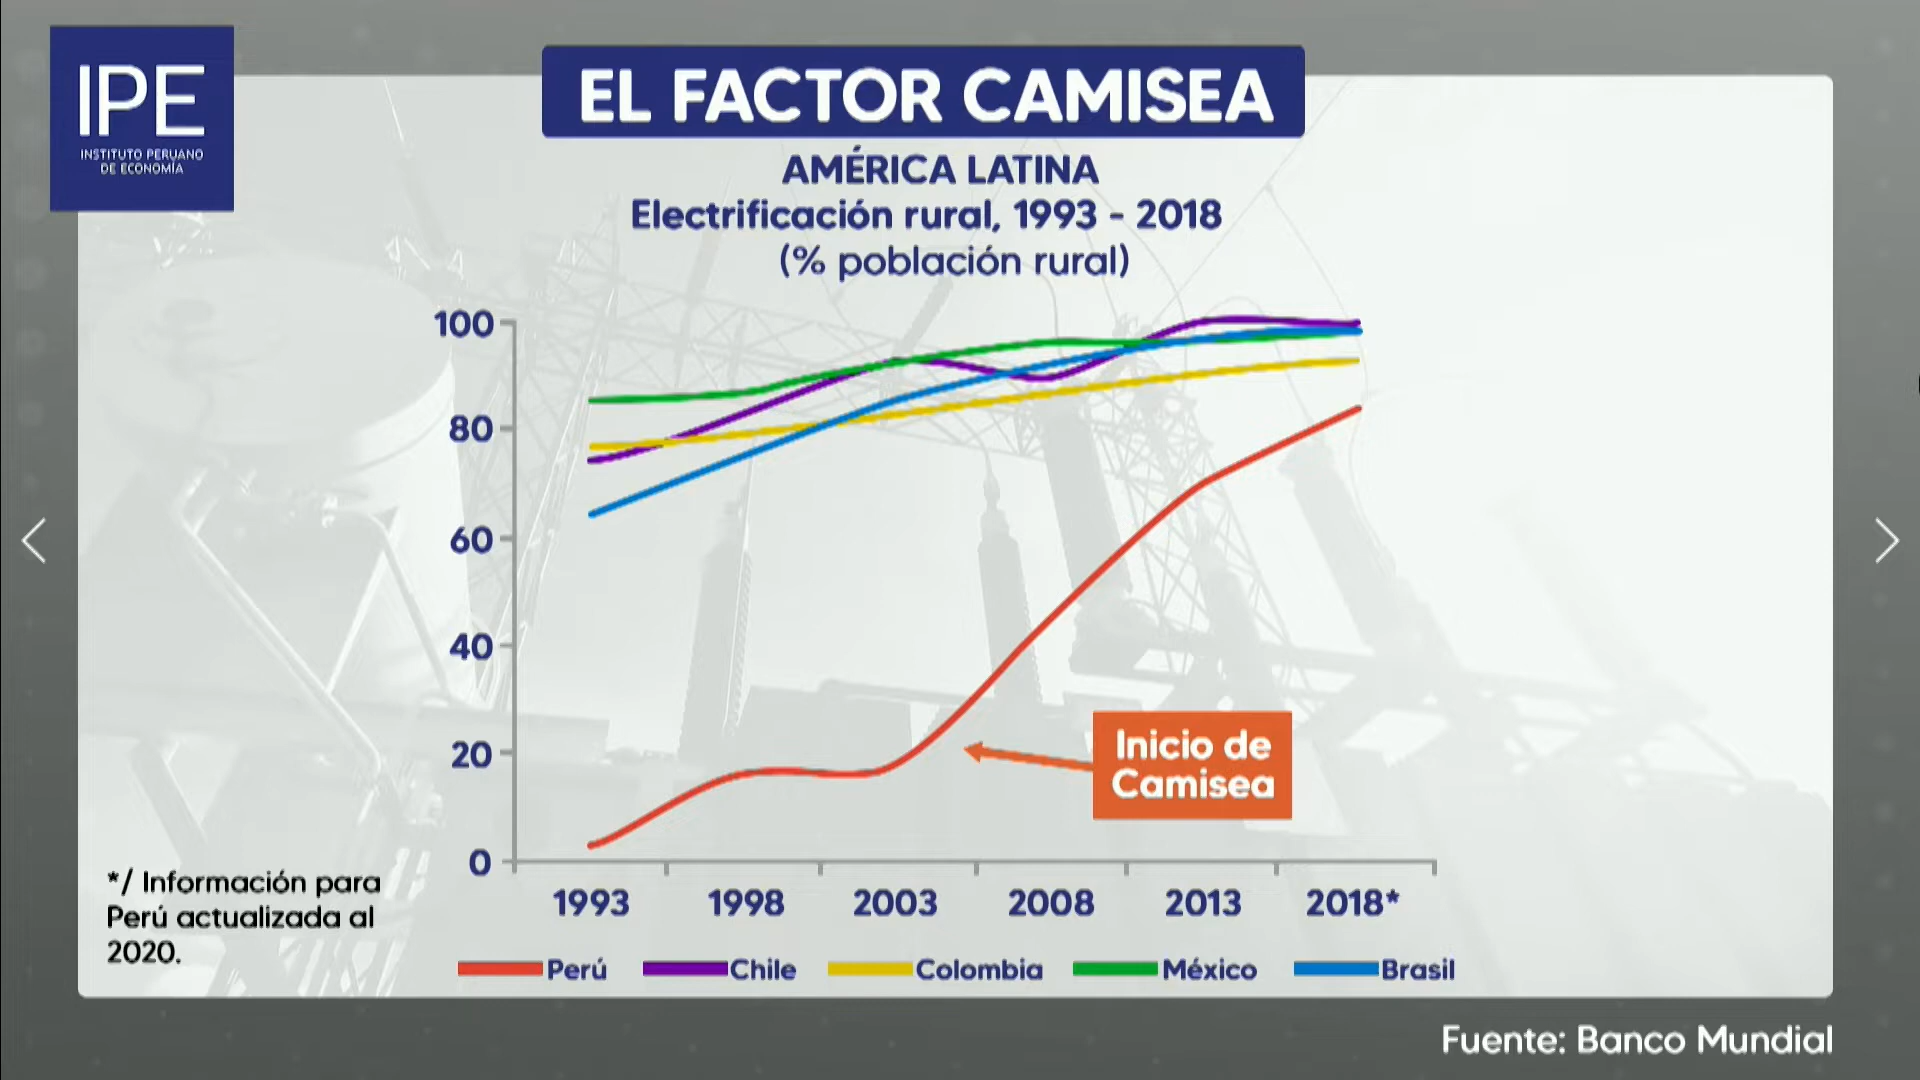 IPE
INSTITUTO PERUANO
DE ECONOMÍA
EL FACTOR CAMISEA
AMÉRICA LATINA
Electrificación rural, 1993 - 2018
(% población rural)
100
80
60
40
20
0
Inicio de
Camisea
1993 1998 2003 2008 2013 2018*
Perú Chile Colombia México Brasil
*/ Información para
Perú actualizada al
2020.
Fuente: Banco Mundial